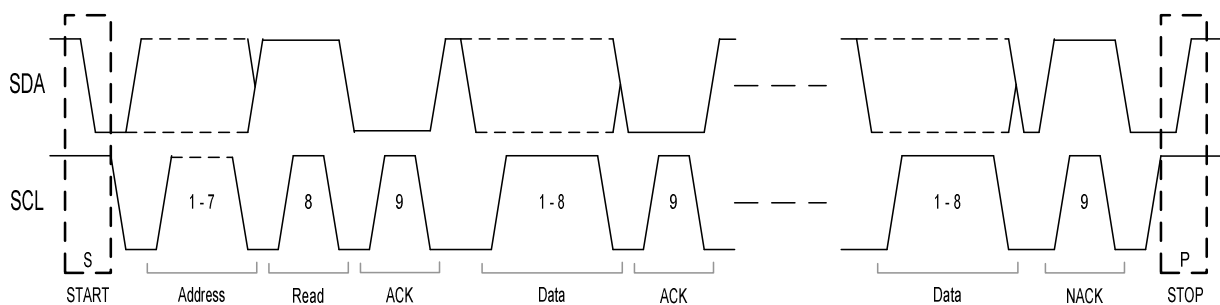 SDA
SCL
1 - 7 8 9 1 - 8 9 1 - 8 9
S P
START Address Read ACK Data ACK Data NACK STOP